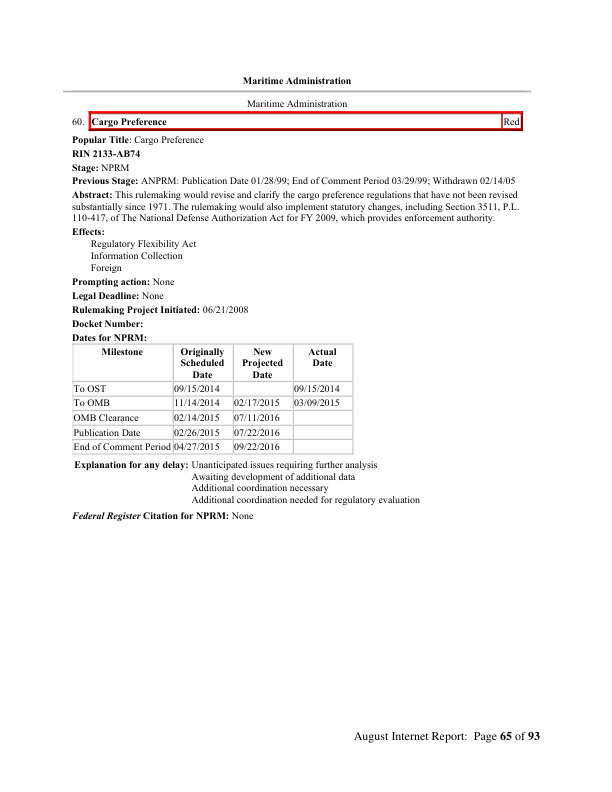 Maritime Administration
Maritime Administration
60. Cargo Preference Red
Popular Title: Cargo Preference
RIN 2133-AB74
Stage: NPRM
Previous Stage: ANPRM: Publication Date 01/28/99; End of Comment Period 03/29/99; Withdrawn 02/14/05
Abstract: This rulemaking would revise and clarify the cargo preference regulations that have not been revised
substantially since 1971. The rulemaking would also implement statutory changes, including Section 3511, P.L.
110-417, of The National Defense Authorization Act for FY 2009, which provides enforcement authority.
Effects:
Regulatory Flexibility Act
Information Collection
Foreign
Prompting action: None
Legal Deadline: None
Rulemaking Project Initiated: 06/21/2008
Docket Number:
Dates for NPRM:
Milestone Originally New Actual
Scheduled Projected Date
Date Date
To OST 09/15/2014 09/15/2014
To OMB 11/14/2014 02/17/2015 03/09/2015
OMB Clearance 02/14/2015 07/11/2016
Publication Date 02/26/2015 07/22/2016
End of Comment Period 04/27/2015 09/22/2016
Explanation for any delay: Unanticipated issues requiring further analysis
Awaiting development of additional data
Additional coordination necessary
Additional coordination needed for regulatory evaluation
Federal Register Citation for NPRM: None
August Internet Report: Page 65 of 93